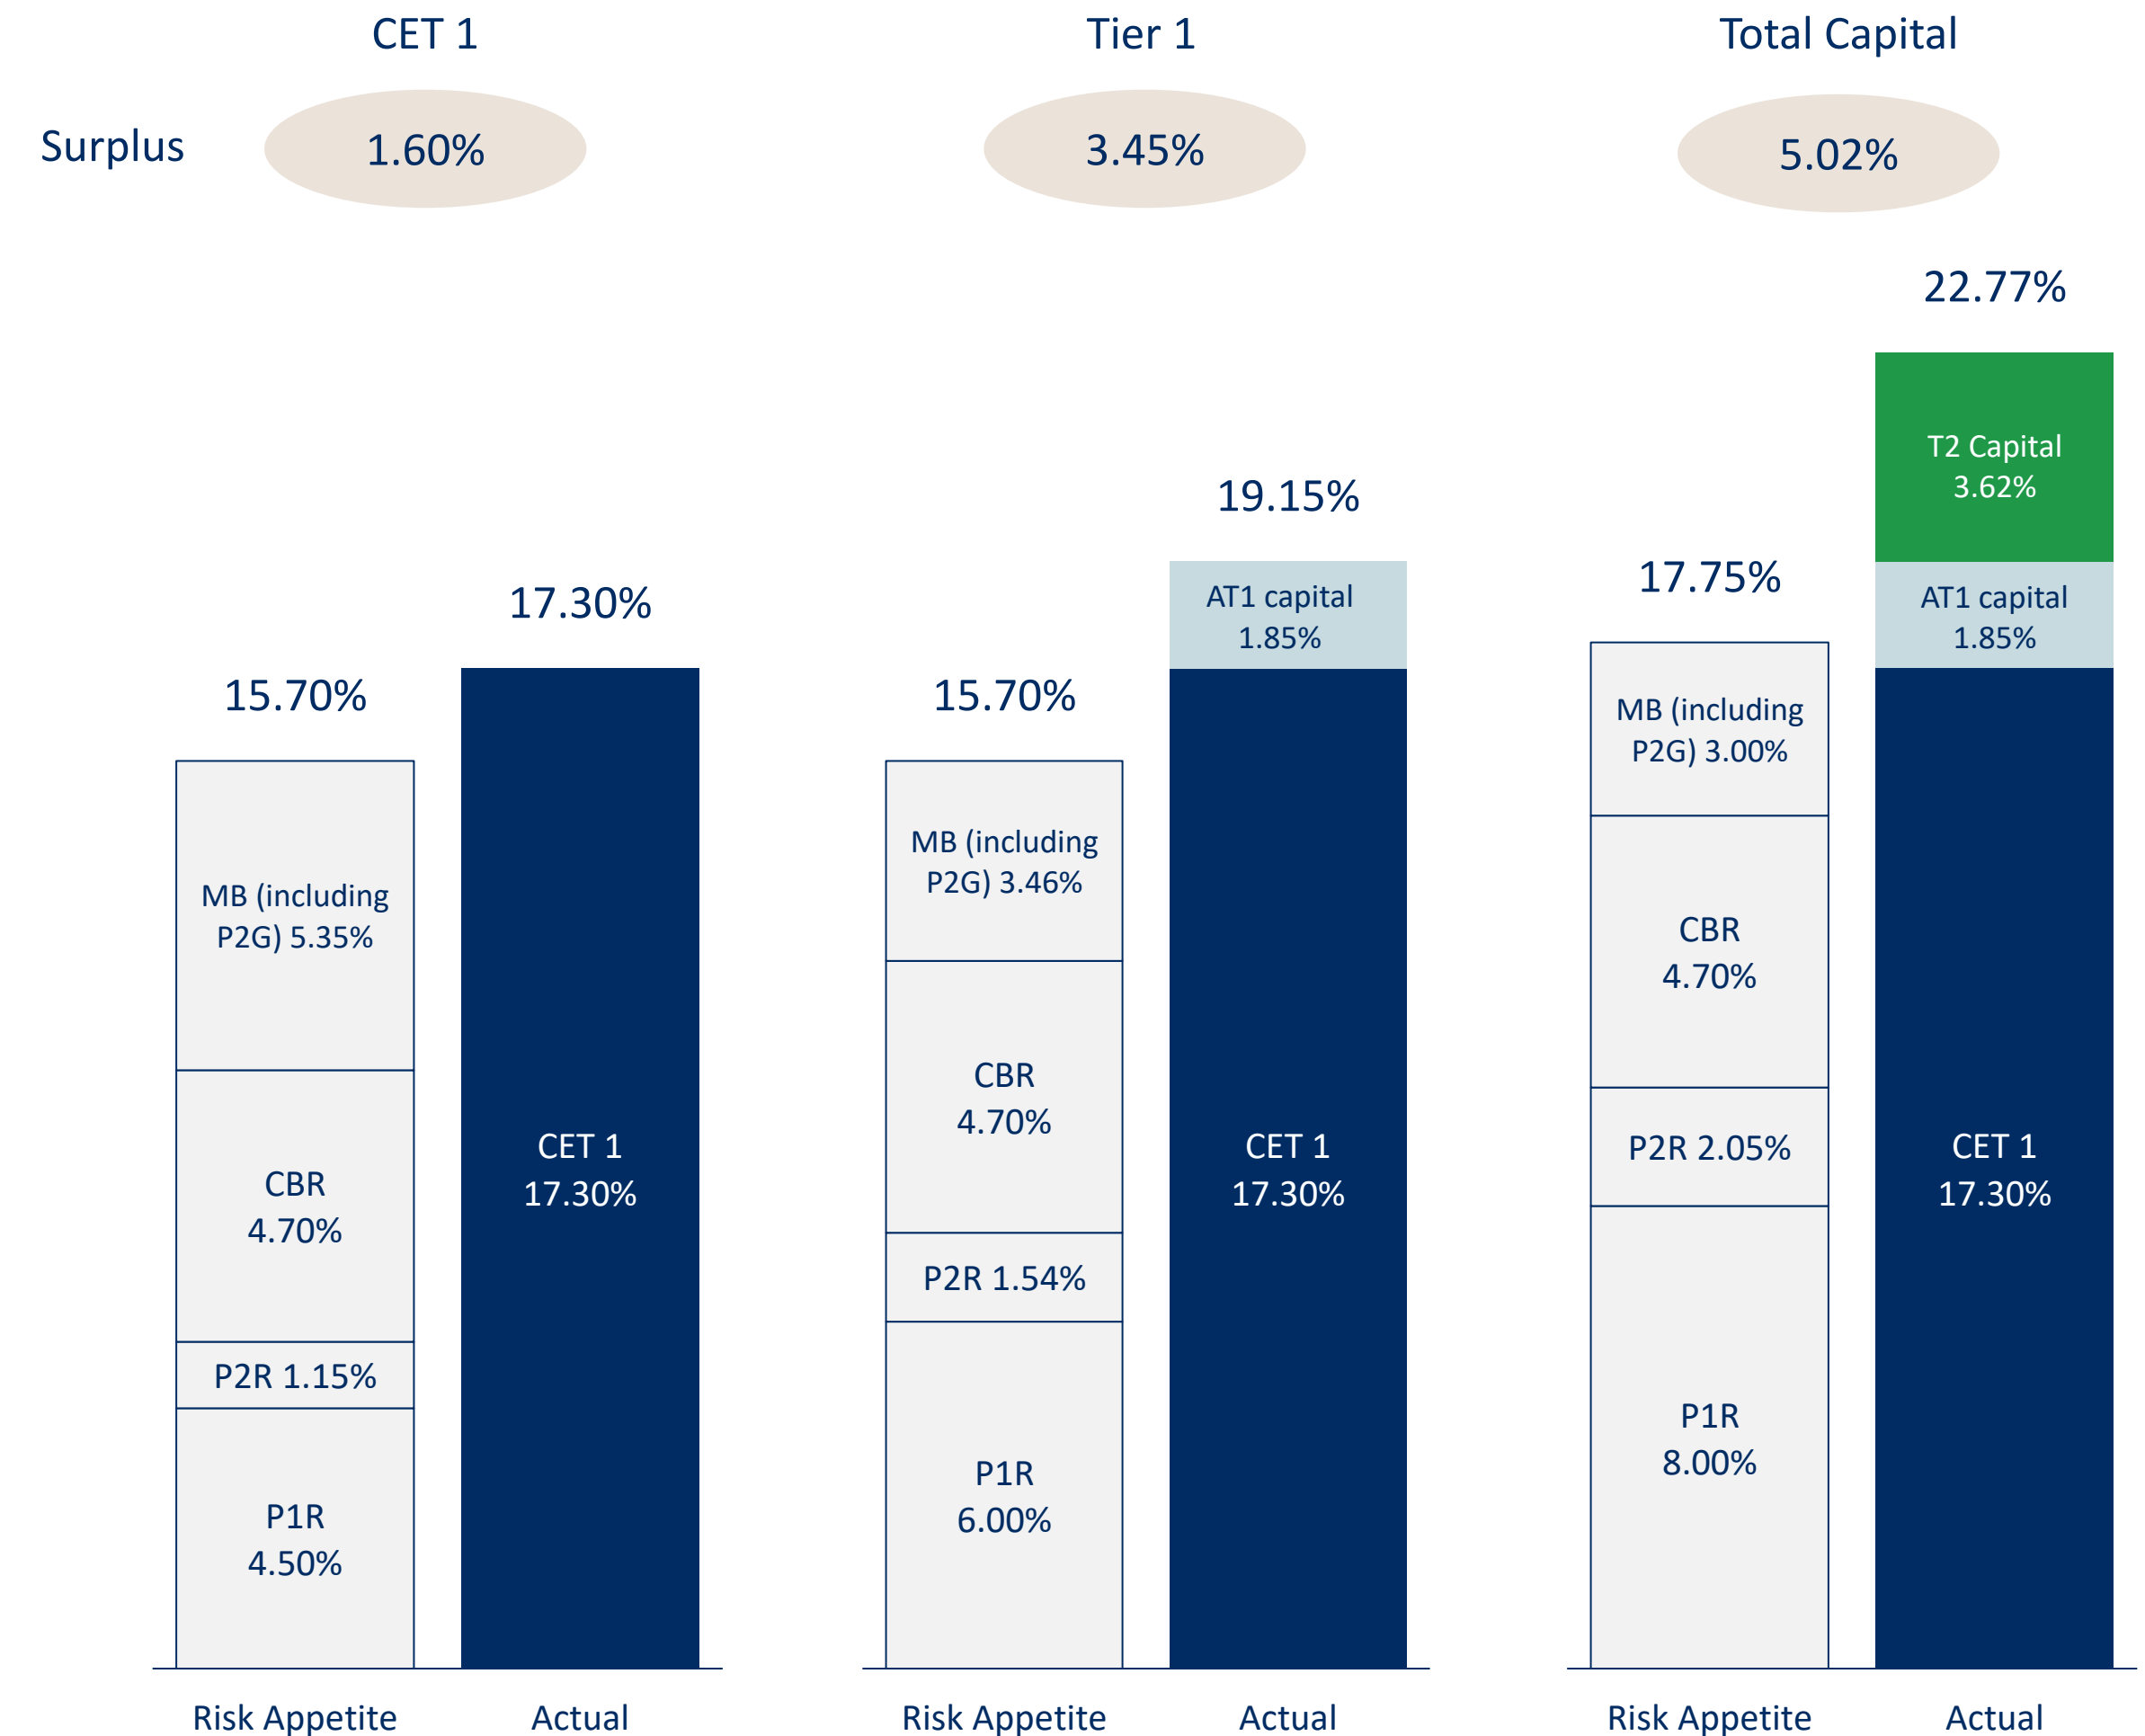 CET 1
Tier 1
Total Capital
Surplus
1.60%
3.45%
5.02%
15.70%
MB (including
P2G) 5.35%
CBR
4.70%
P2R 1.15%
P1R
4.50%
Risk Appetite
17.30%
CET 1
17.30%
Actual
15.70%
MB (including
P2G) 3.46%
CBR
4.70%
P2R 1.54%
P1R
6.00%
Risk Appetite
19.15%
AT1 capital
1.85%
CET 1
17.30%
Actual
17.75%
MB (including
P2G) 3.00%
CBR
4.70%
P2R 2.05%
P1R
8.00%
Risk Appetite
22.77%
T2 Capital
3.62%
AT1 capital
1.85%
CET 1
17.30%
Actual